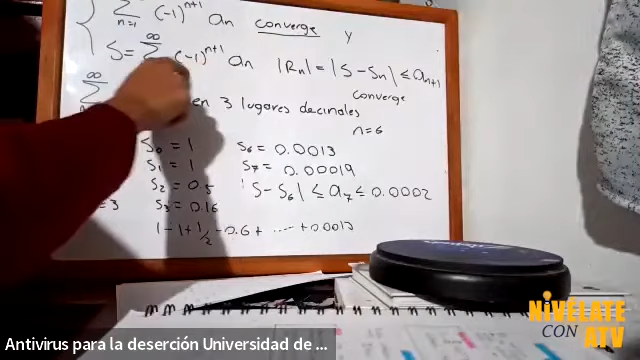 ∞
Σ (-1)^n+1 an converge y
n=1
∞
S = Σ (-1)^n+1 an |Rn| = |S - Sn| ≤ an+1
∞ converge
Σ en 3 lugares decimales
n=6
S0 = 1 S6 = 0.0013
S1 = 1 S7 = 0.00019
S2 = 0.5 |S - S6| ≤ a7 ≤ 0.0002
= 3 S3 = 0.16
1 - 1 + 1/2 - 0.6 + ..... + 0.0013
NIVÉLATE
CON ATV
Antivirus para la deserción Universidad de ...